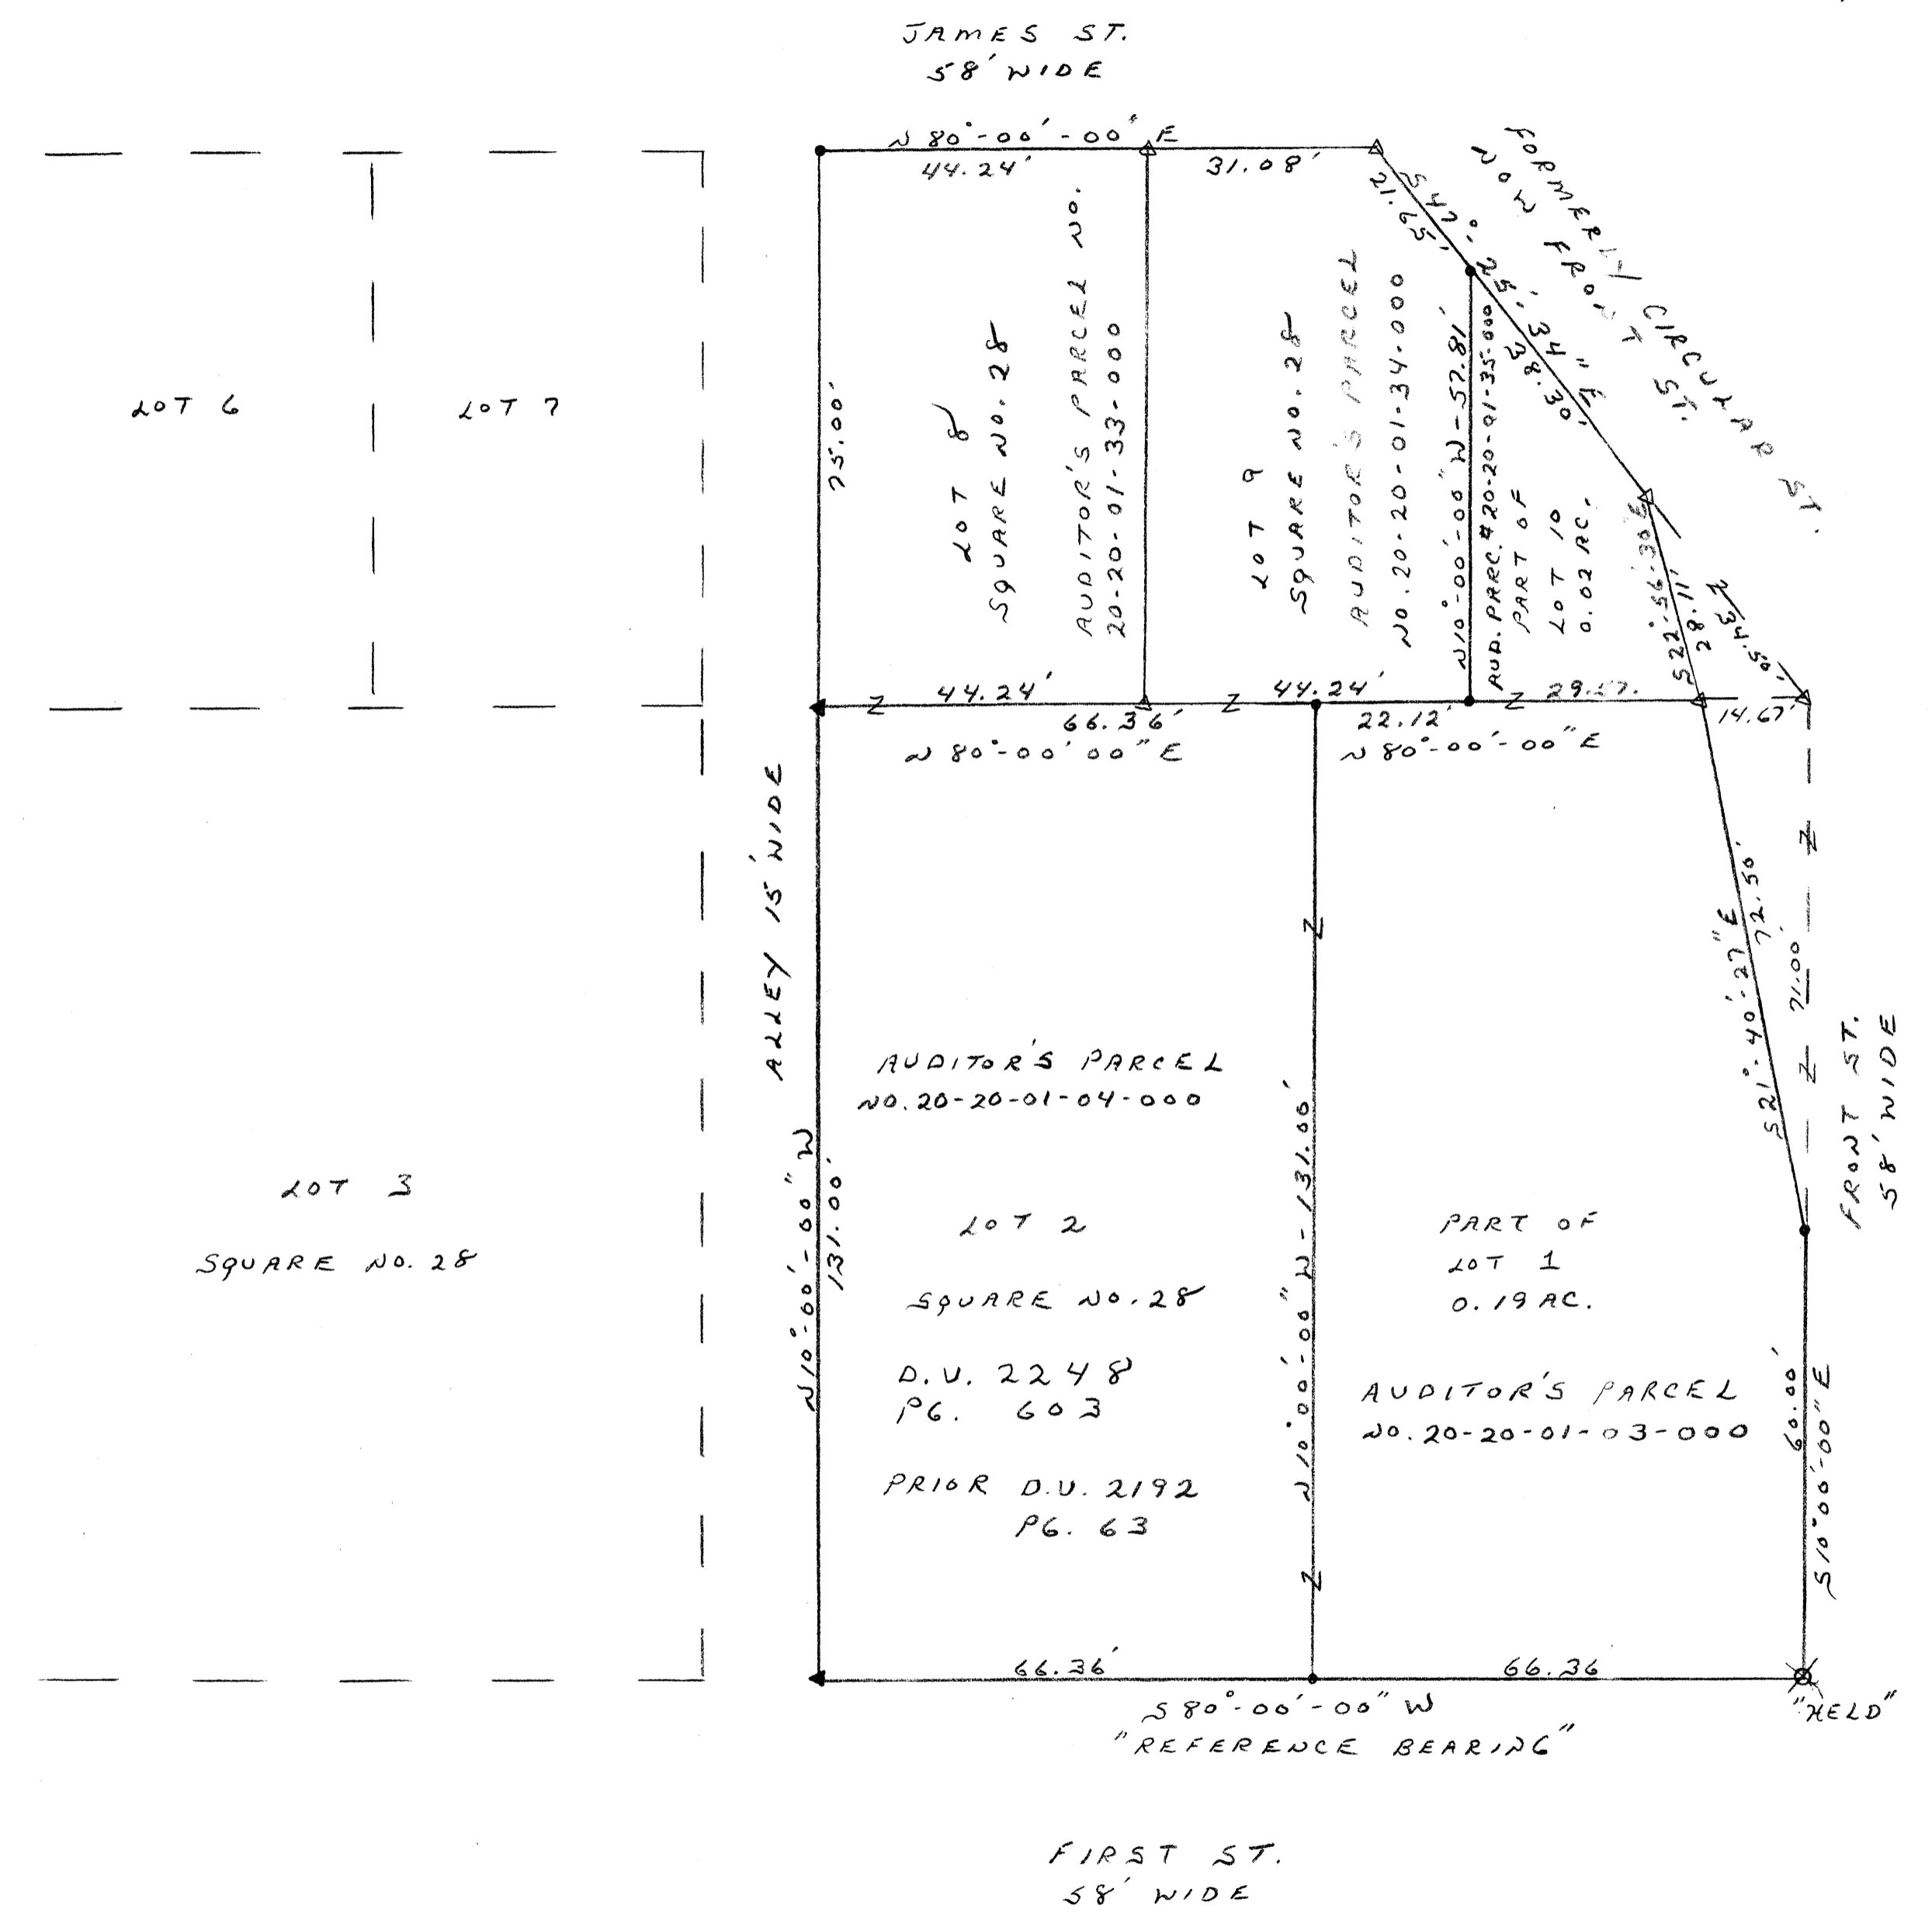 JAMES ST.
58' WIDE
N 80°-00'-00" E
44.24'
31.08'
21.65'
S 47°-25'-34" E
38.30'
FORMERLY CIRCULAR ST.
NOW FRONT ST.
LOT 6
LOT 7
75.00'
LOT 8
SQUARE NO. 28
AUDITOR'S PARCEL NO.
20-20-01-33-000
LOT 9
SQUARE NO. 28
AUDITOR'S PARCEL
NO. 20-20-01-34-000
N10°-00'-00" W-57.81'
AUD. PARC. # 20-20-01-35-000
PART OF
LOT 10
0.02 AC.
S 22°-56'-30" E
28.11'
34.50'
44.24'
44.24'
29.57'
14.67'
66.36'
22.12'
N 80°-00'00" E
N 80°-00'-00" E
ALLEY 15' WIDE
S 21°-40'-27" E
72.50'
71.00'
FRONT ST.
58' WIDE
AUDITOR'S PARCEL
NO. 20-20-01-04-000
N10°-00'-00" W
131.00'
N10°00'-00" W-131.00'
LOT 3
SQUARE NO. 28
LOT 2
SQUARE NO. 28
D.V. 2248
PG. 603
PRIOR D.V. 2192
PG. 63
PART OF
LOT 1
0.19 AC.
AUDITOR'S PARCEL
NO. 20-20-01-03-000
60.00'
S10°00'-00" E
66.36'
66.36
S 80°-00'-00" W
"REFERENCE BEARING"
"HELD"
FIRST ST.
58' WIDE